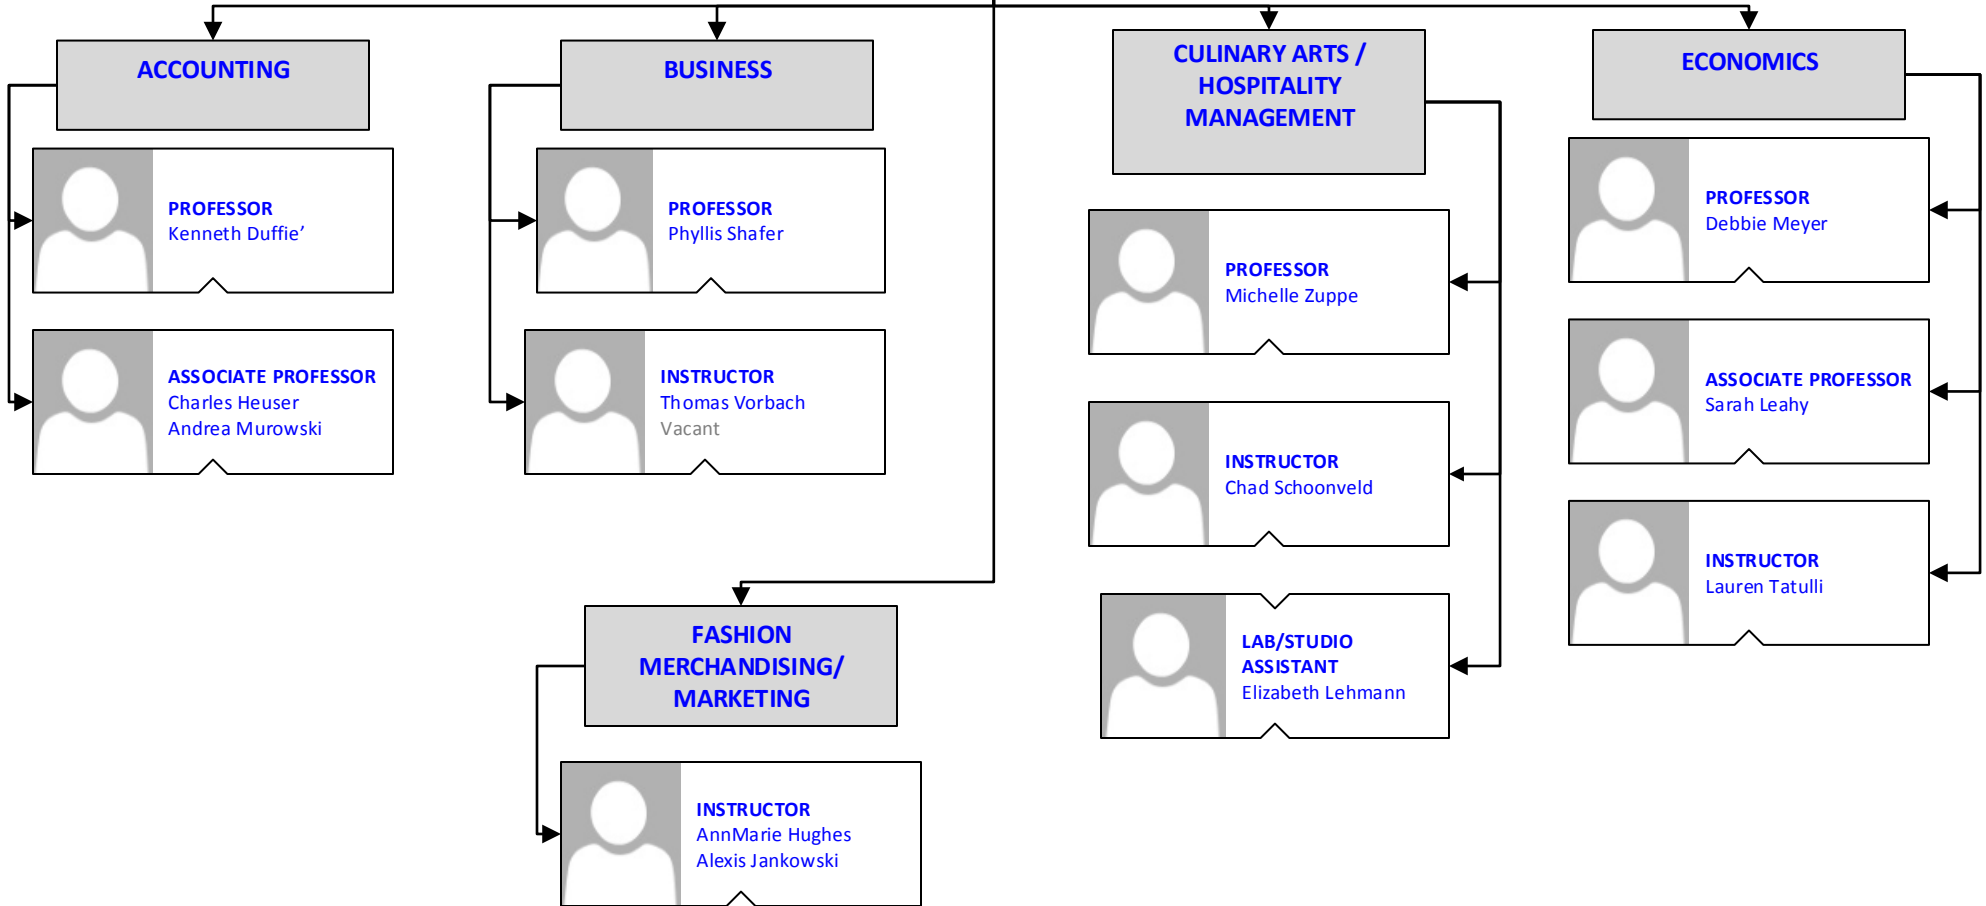 ACCOUNTING
PROFESSOR
Kenneth Duffie’
ASSOCIATE PROFESSOR
Charles Heuser
Andrea Murowski
BUSINESS
PROFESSOR
Phyllis Shafer
INSTRUCTOR
Thomas Vorbach
Vacant
CULINARY ARTS /
HOSPITALITY
MANAGEMENT
PROFESSOR
Michelle Zuppe
INSTRUCTOR
Chad Schoonveld
LAB/STUDIO
ASSISTANT
Elizabeth Lehmann
ECONOMICS
PROFESSOR
Debbie Meyer
ASSOCIATE PROFESSOR
Sarah Leahy
INSTRUCTOR
Lauren Tatulli
FASHION
MERCHANDISING/
MARKETING
INSTRUCTOR
AnnMarie Hughes
Alexis Jankowski